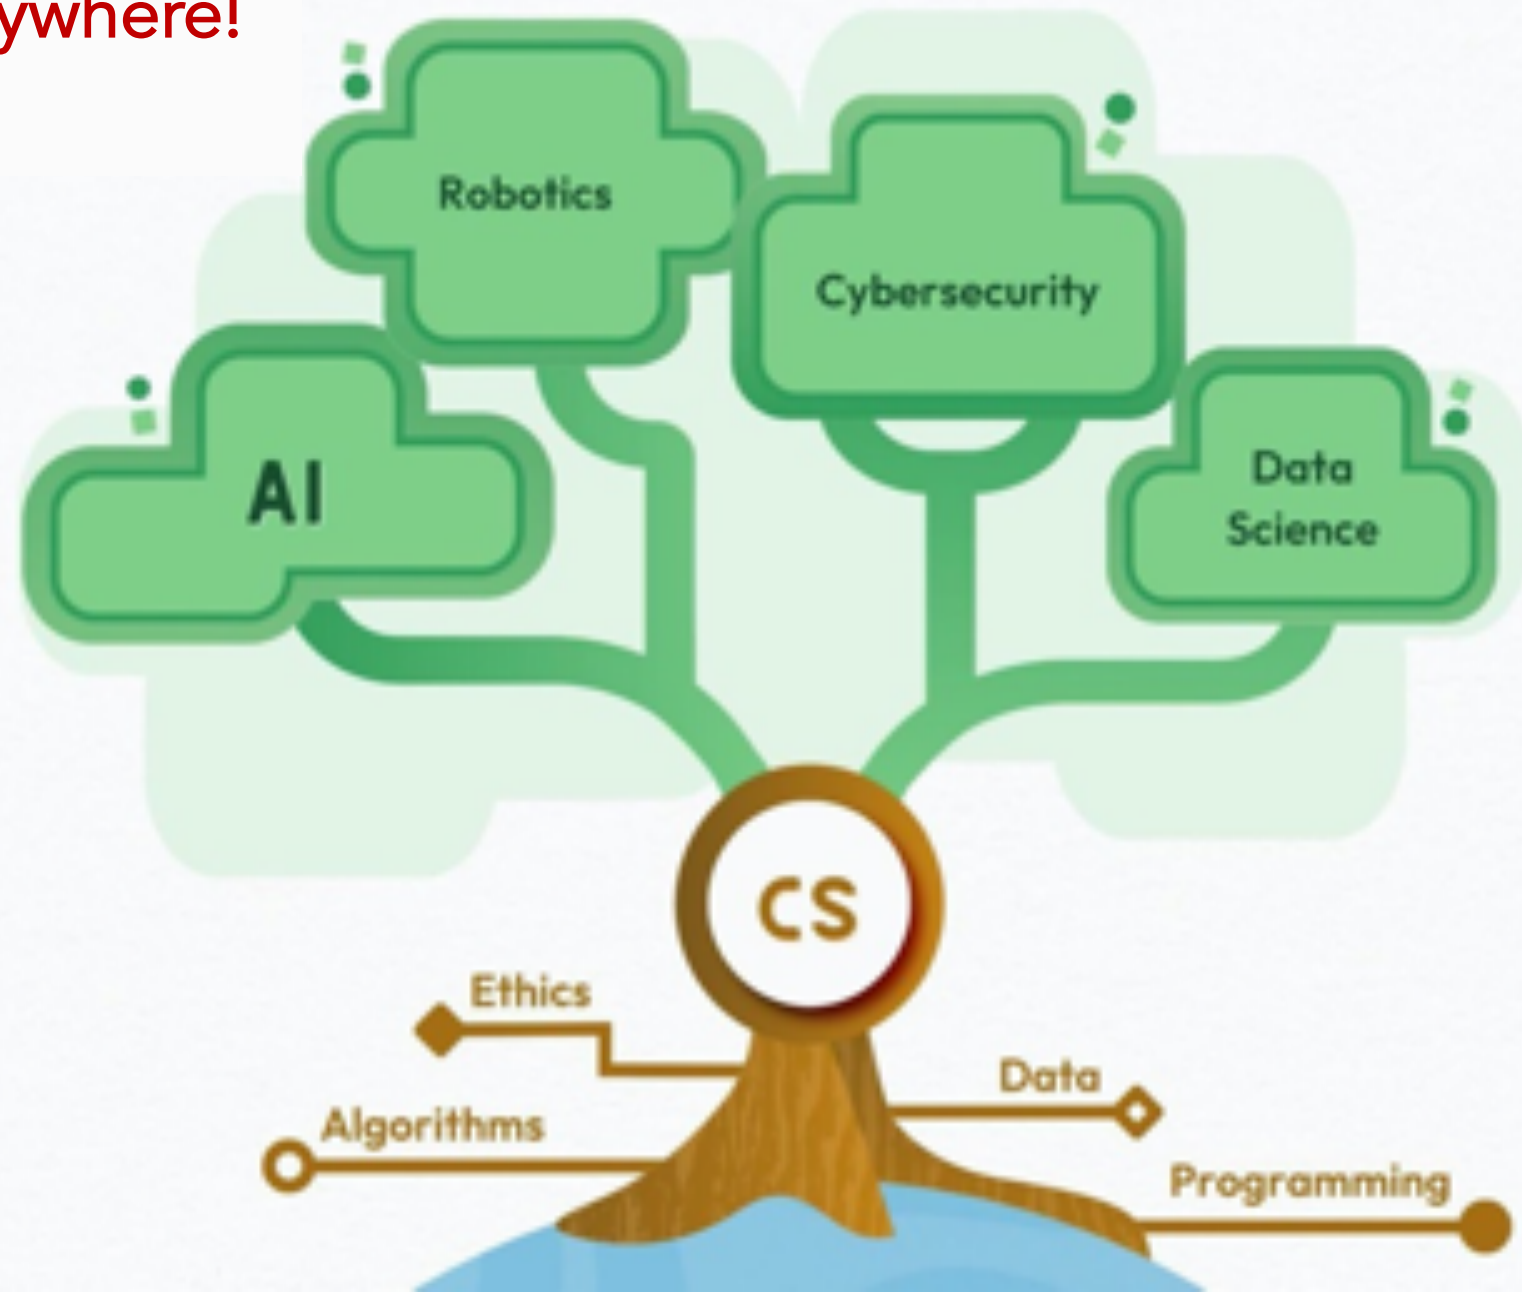 ywhere!
Robotics
Cybersecurity
AI
Data
Science
CS
Ethics
Data
Algorithms
Programming